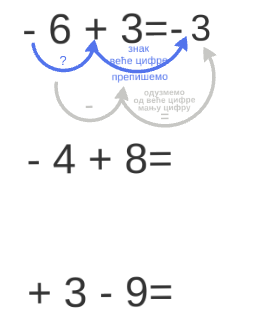 - 6 + 3=- 3
знак
?
веће цифре
препишемо
одузмемо
од веће цифре
-
мању цифру
=
- 4 + 8=
+ 3 - 9=